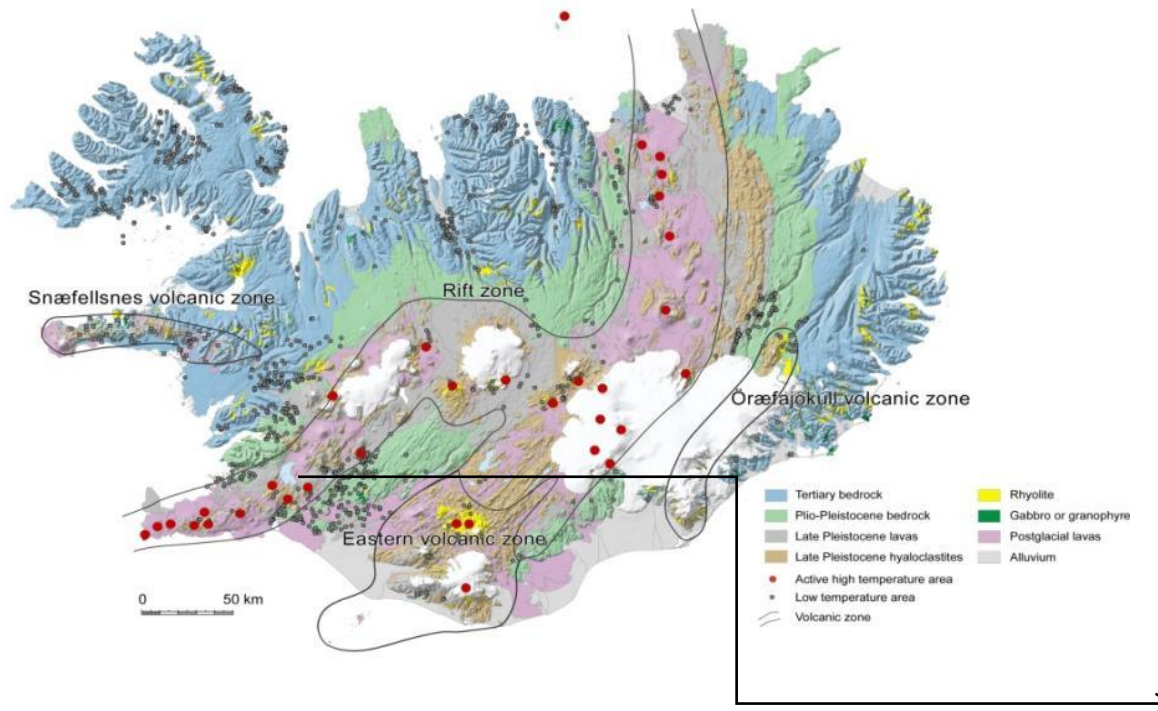 Snæfellsnes volcanic zone
Rift zone
Öræfajökull volcanic zone
Eastern volcanic zone
0 50 km
Tertiary bedrock
Plio-Pleistocene bedrock
Late Pleistocene lavas
Late Pleistocene hyaloclastites
Active high temperature area
Low temperature area
Volcanic zone
Rhyolite
Gabbro or granophyre
Postglacial lavas
Alluvium